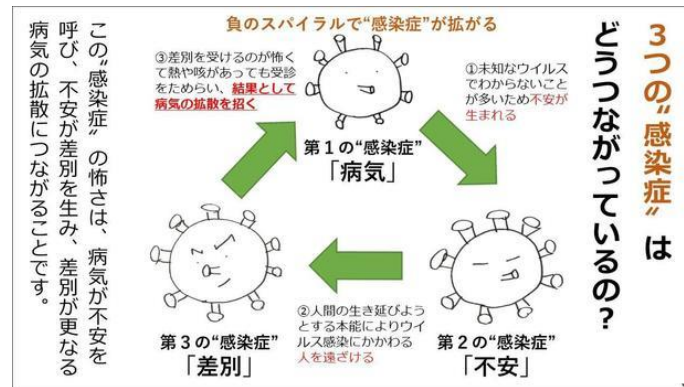 3つの“感染症”は
どうつながっているの?
負のスパイラルで“感染症”が拡がる
①未知なウイルス
でわからないこと
が多いため不安が
生まれる
第1の“感染症”
「病気」
第2の“感染症”
「不安」
②人間の生き延びよう
とする本能によりウイ
ルス感染にかかわる
人を遠ざける
第3の“感染症”
「差別」
③差別を受けるのが怖く
て熱や咳があっても受診
をためらい、結果として
病気の拡散を招く
この“感染症”の怖さは、病気が不安を
呼び、不安が差別を生み、差別が更なる
病気の拡散につながることです。